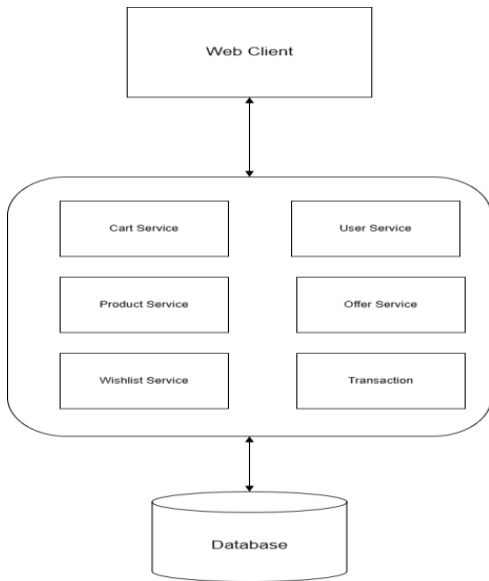 Web Client
Cart Service
User Service
Product Service
Offer Service
Wishlist Service
Transaction
Database